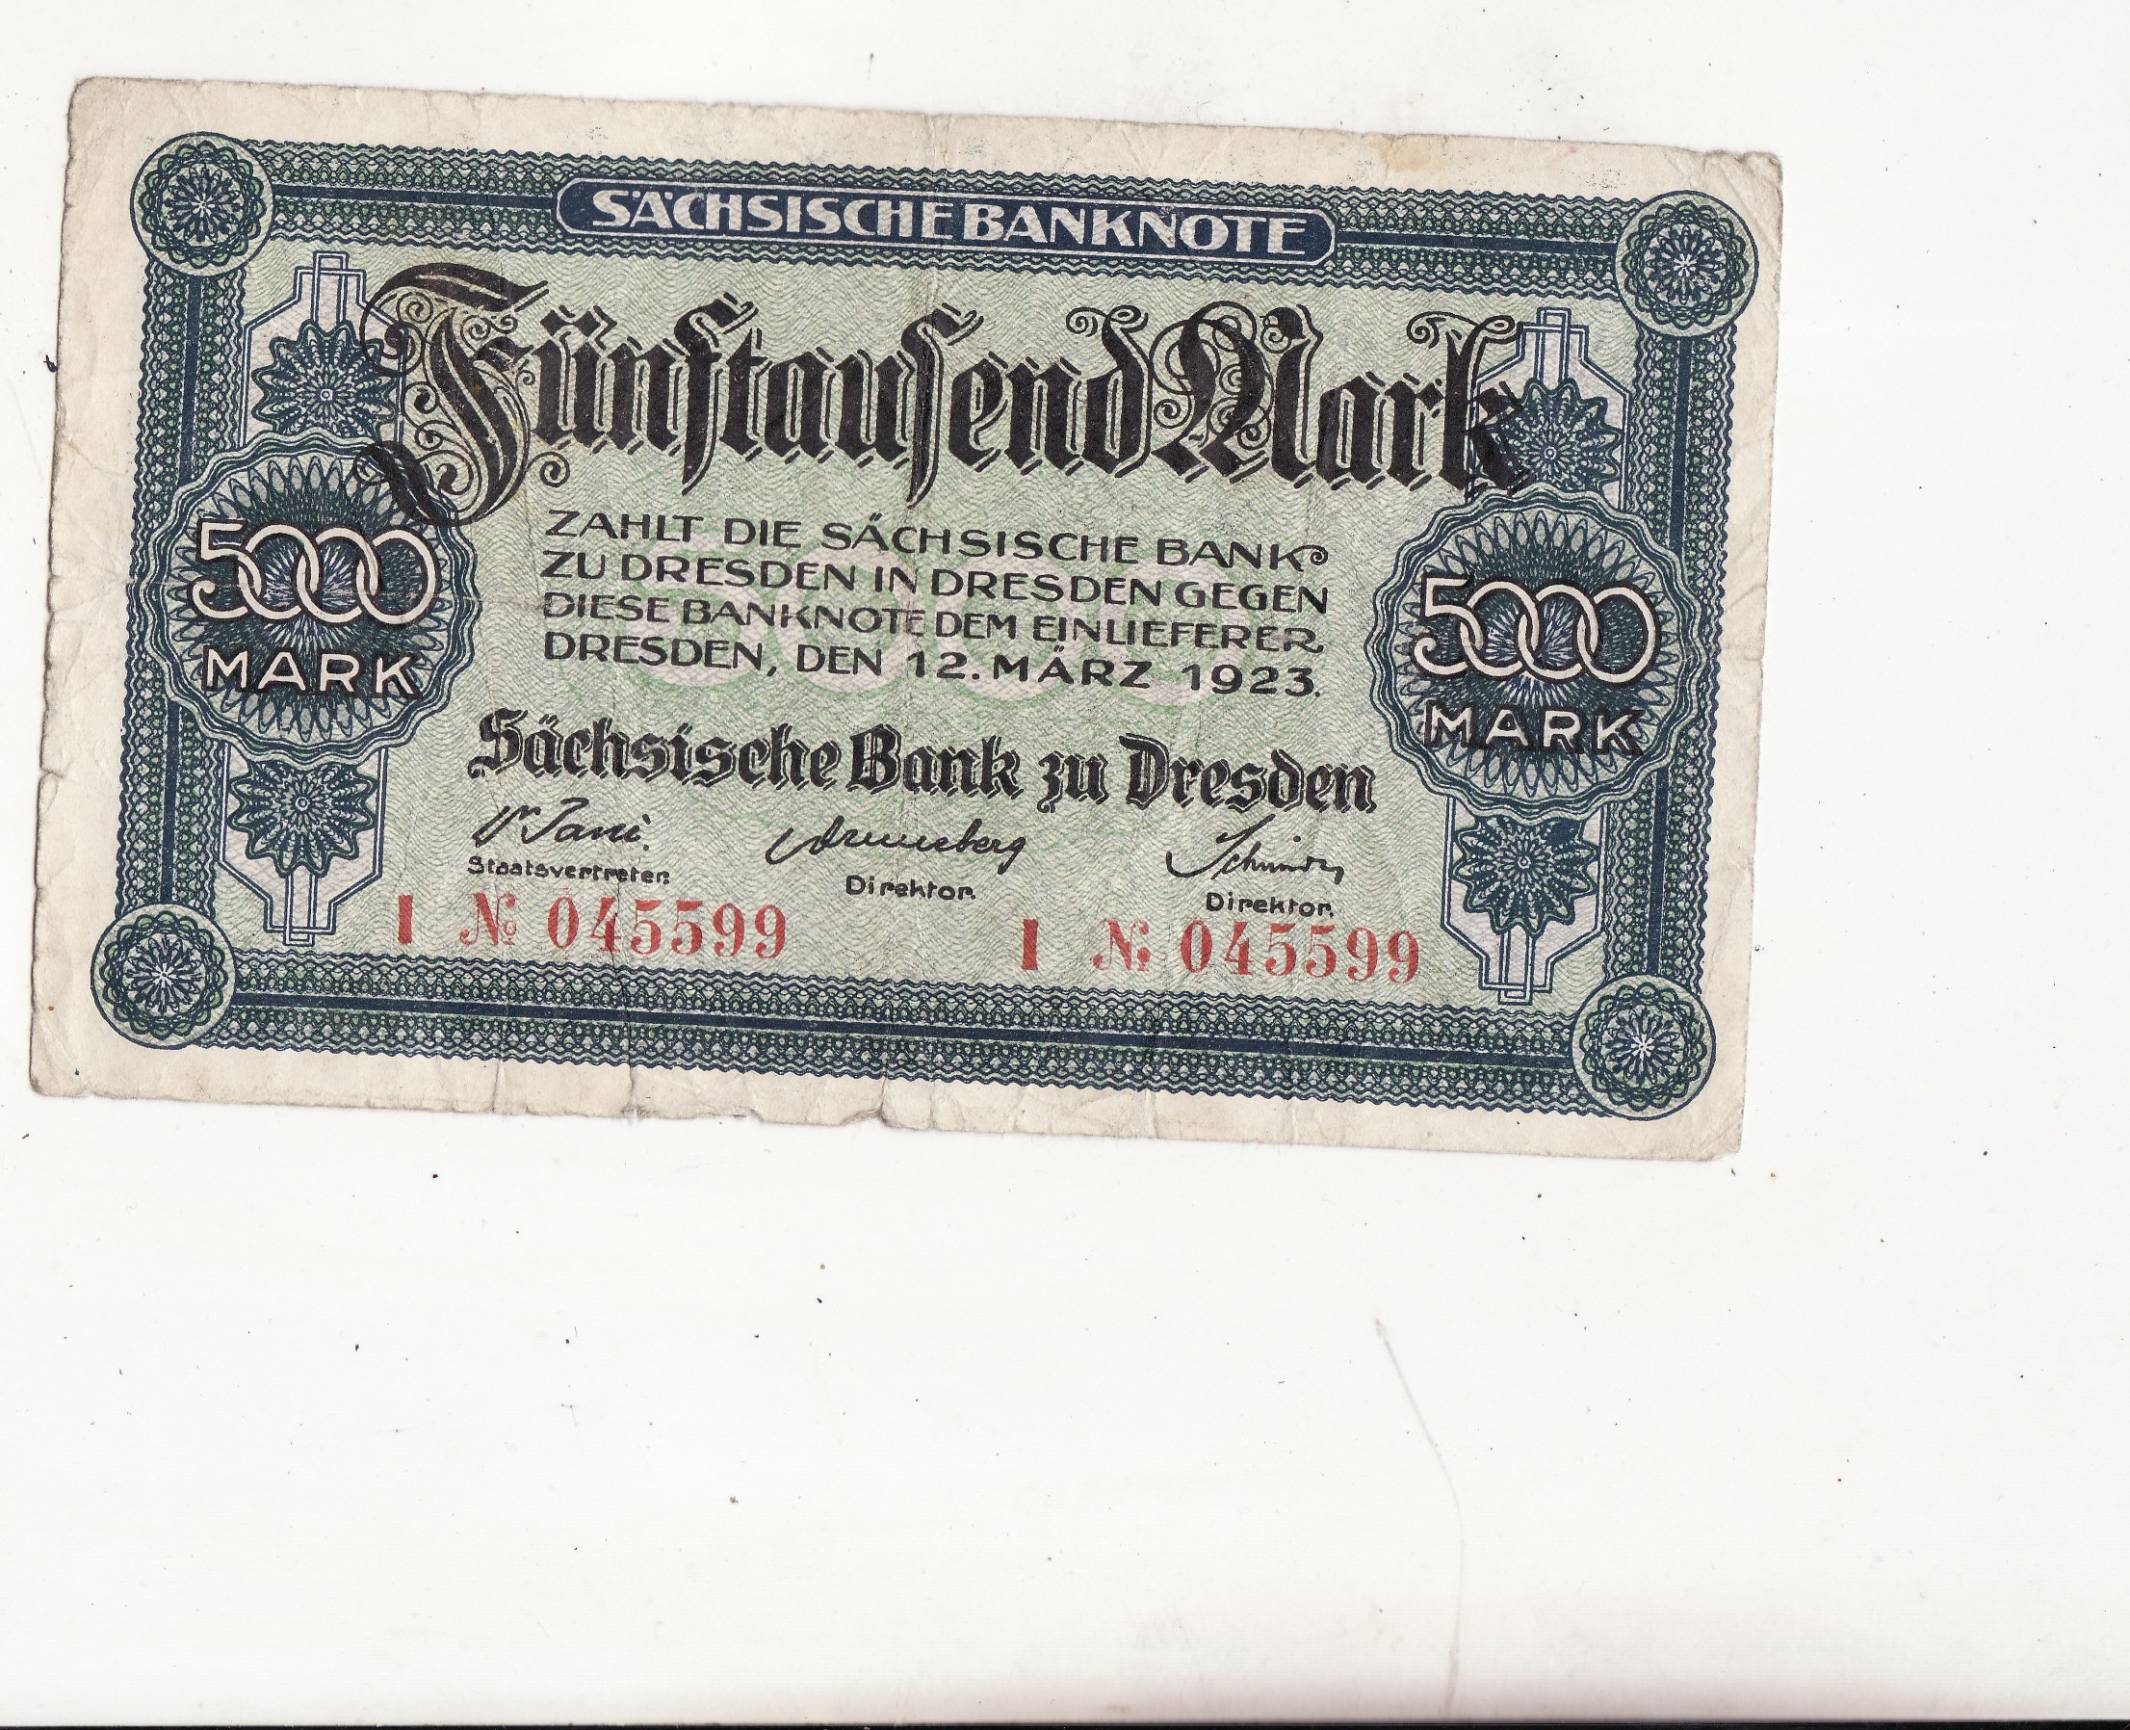 SÄCHSISCHE BANKNOTE
Fünftausend Mark
5000
MARK
ZAHLT DIE SÄCHSISCHE BANK
ZU DRESDEN IN DRESDEN GEGEN
DIESE BANKNOTE DEM EINLIEFERER
DRESDEN, DEN 12. MÄRZ 1923.
5000
MARK
Sächsische Bank zu Dresden
Staatsvertreter.
Direktor.
Direktor.
I № 045599
I № 045599